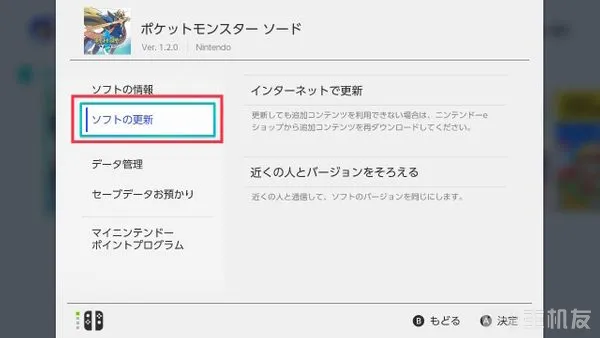 ポケットモンスター ソード
Ver. 1.2.0 | Nintendo
ソフトの情報
ソフトの更新
データ管理
セーブデータお預かり
マイニンテンドー
ポイントプログラム
インターネットで更新
更新しても追加コンテンツを利用できない場合は、ニンテンドーe
ショップから追加コンテンツを再ダウンロードしてください。
近くの人とバージョンをそろえる
近くの人と通信して、ソフトのバージョンを同じにします。
B もどる
A 決定